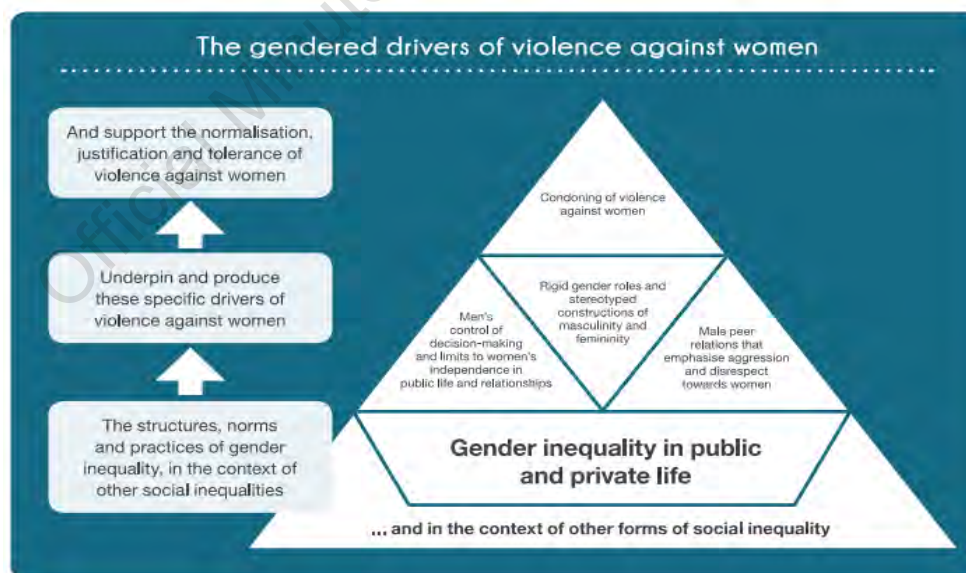 The gendered drivers of violence against women
And support the normalisation,
justification and tolerance of
violence against women
Underpin and produce
these specific drivers of
violence against women
The structures, norms
and practices of gender
inequality, in the context of
other social inequalities
Condoning of violence
against women
Men's
control of
decision-making
and limits to women's
independence in
public life and relationships
Rigid gender roles and
stereotyped
constructions of
masculinity and
femininity
Male peer
relations that
emphasise aggression
and disrespect
towards women
Gender inequality in public
and private life
... and in the context of other forms of social inequality
Official